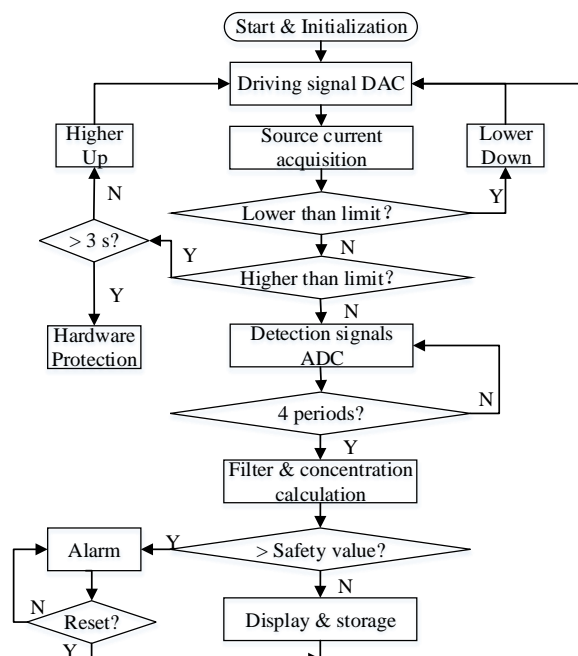 Start & Initialization
Driving signal DAC
Higher
Up
Source current
acquisition
Lower
Down
N
Y
Lower than limit?
> 3 s?
Y
N
Higher than limit?
Y
N
Hardware
Protection
Detection signals
ADC
N
4 periods?
Y
Filter & concentration
calculation
Alarm
Y
> Safety value?
N
N
Reset?
Display & storage
Y